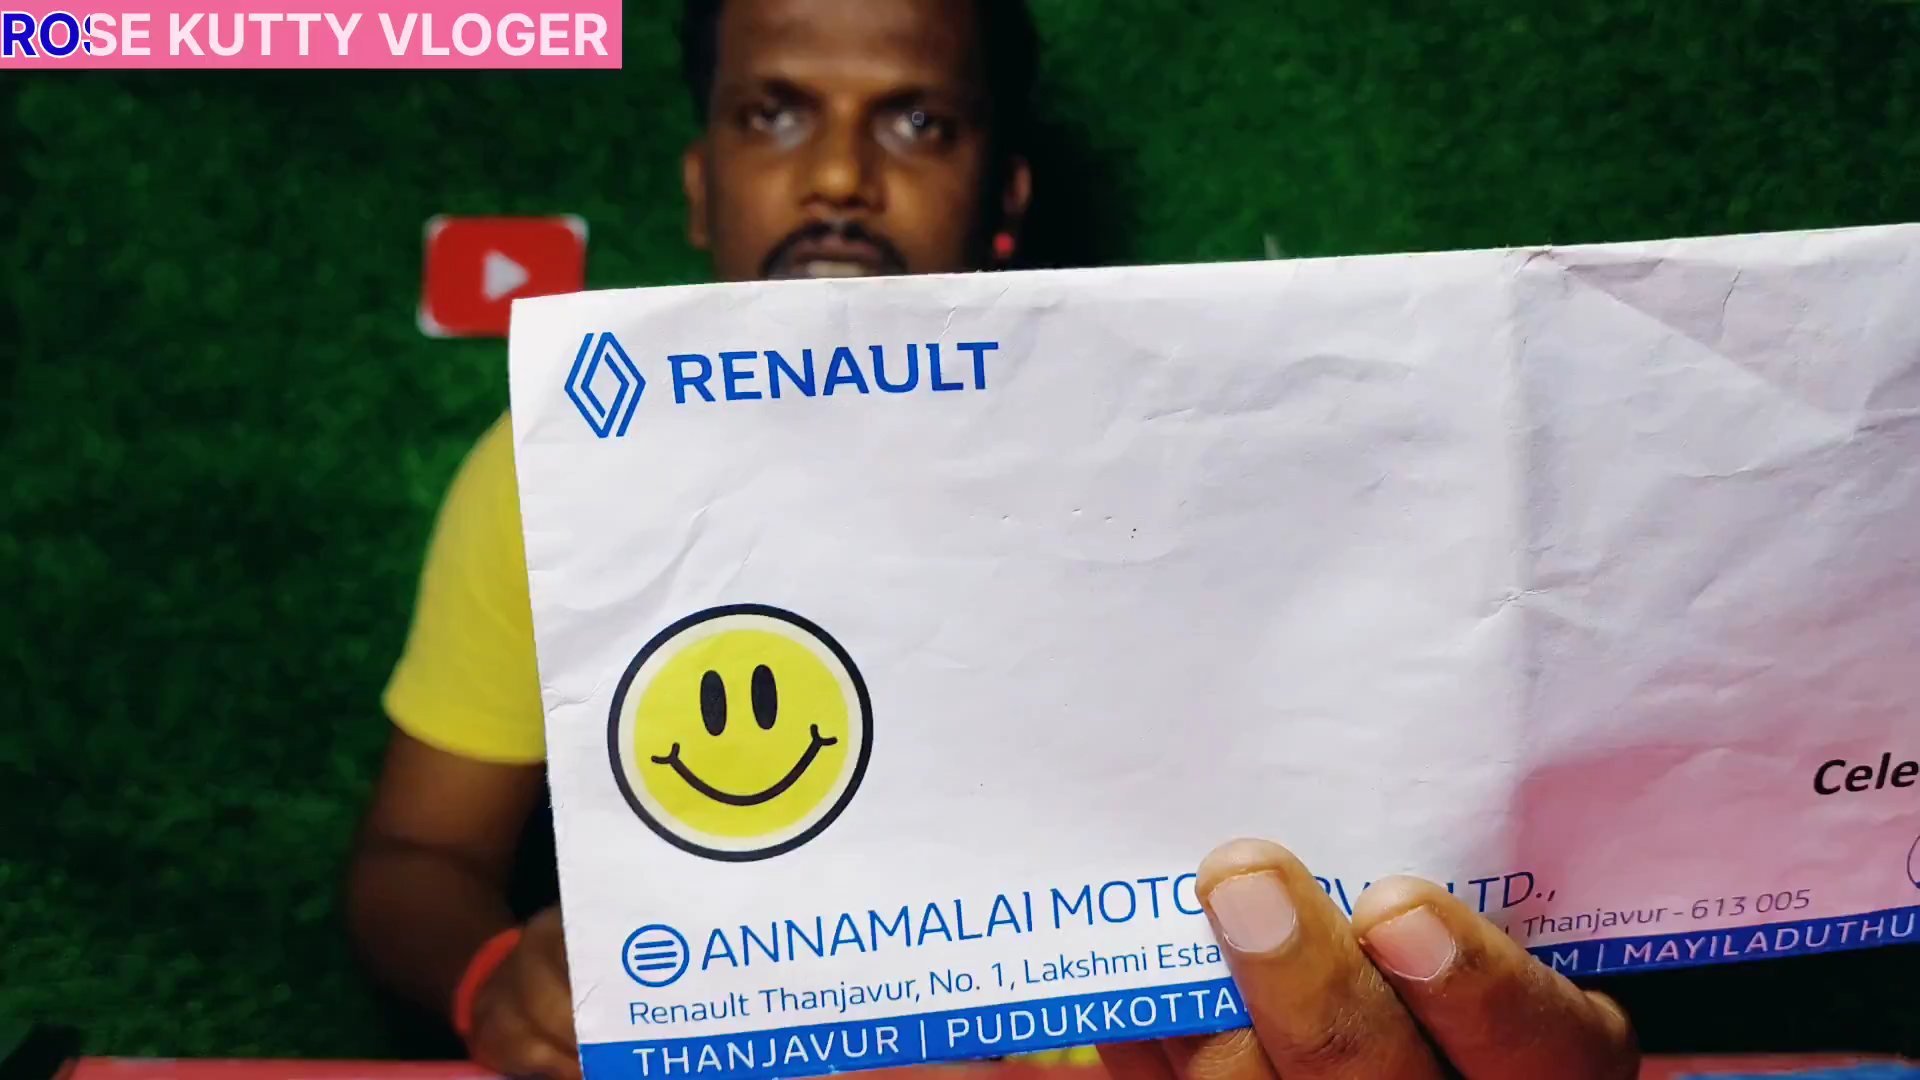 ROSE KUTTY VLOGER
RENAULT
Cele
ANNAMALAI MOTO LTD.,
Renault Thanjavur, No. 1, Lakshmi Esta Thanjavur - 613 005
THANJAVUR | PUDUKKOTTA M | MAYILADUTHU